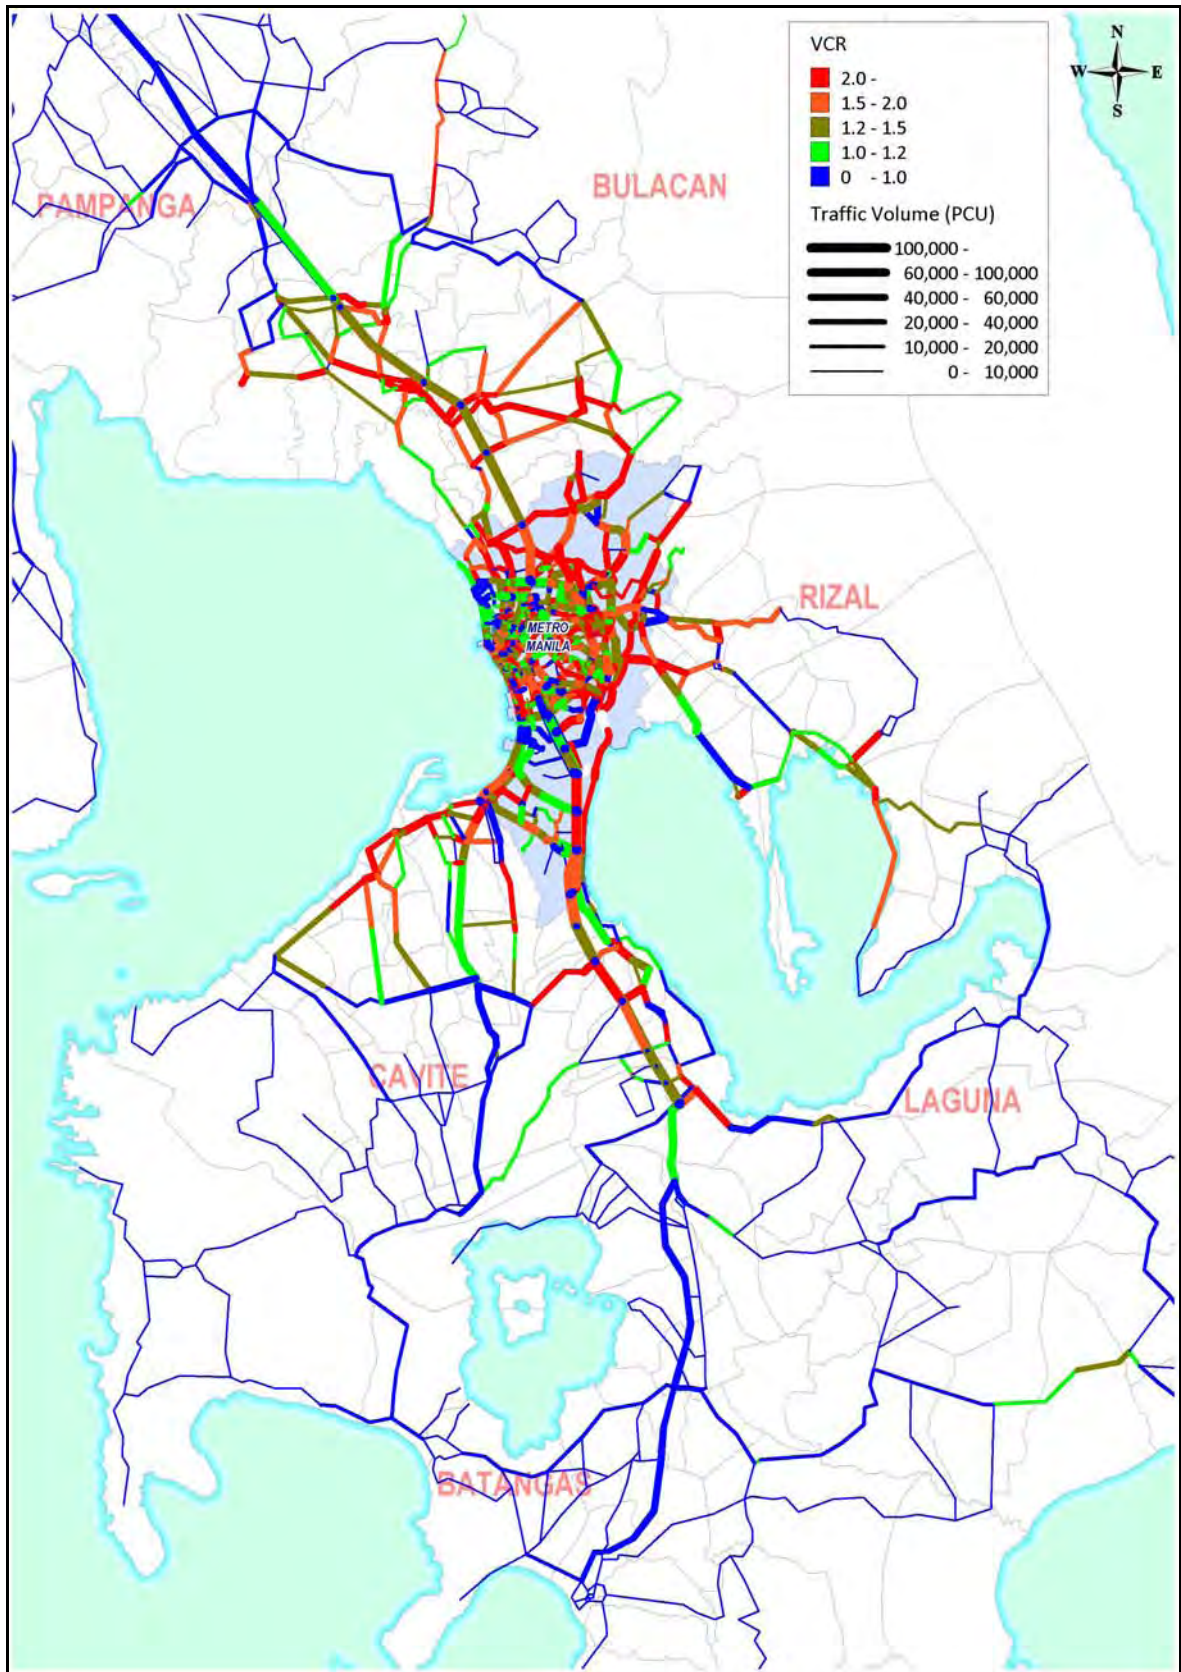 VCR
2.0 -
1.5 - 2.0
1.2 - 1.5
1.0 - 1.2
0 - 1.0
Traffic Volume (PCU)
100,000 -
60,000 - 100,000
40,000 - 60,000
20,000 - 40,000
10,000 - 20,000
0 - 10,000
N
W E
S
PAMPANGA
BULACAN
RIZAL
METRO
MANILA
CAVITE
LAGUNA
BATANGAS